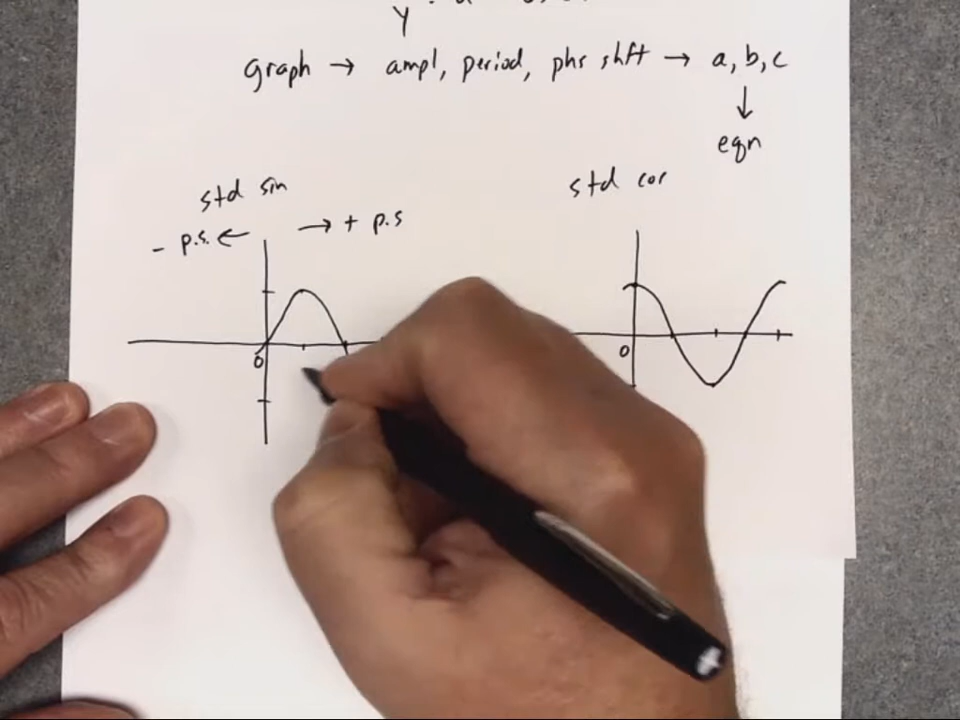 y
graph → ampl, period, phs shft → a, b, c
↓
eqn
std sin
std cos
- p.s. ← → + p.s
0
0